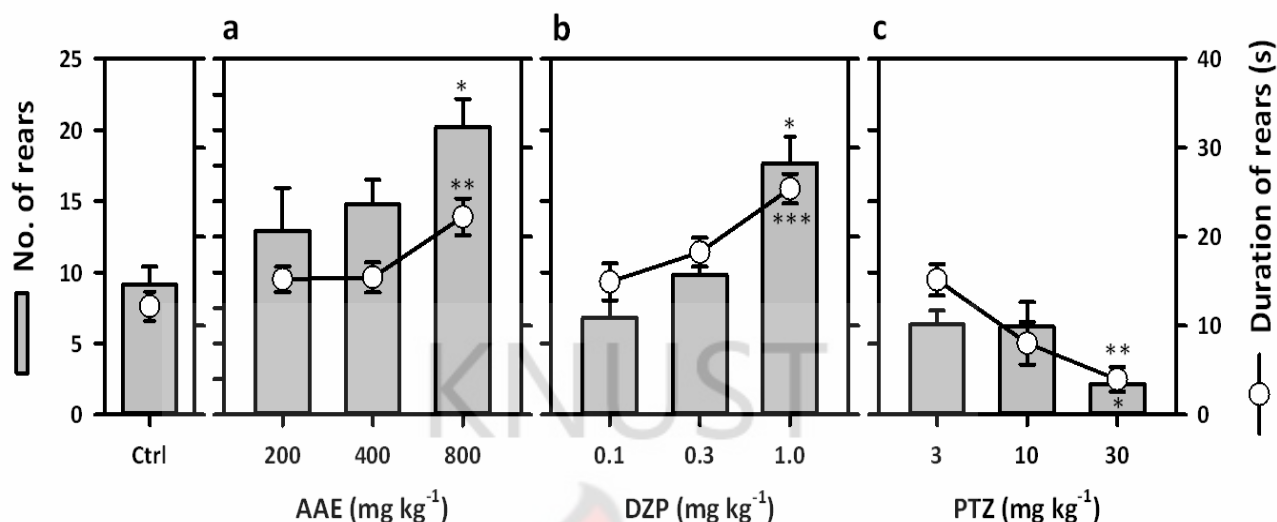 a b c
No. of rears
25
20
15
10
5
0
* ** * *** ** *
40
30
20
10
0
Duration of rears (s)
KNUST
Ctrl 200 400 800 0.1 0.3 1.0 3 10 30
AAE (mg kg⁻¹) DZP (mg kg⁻¹) PTZ (mg kg⁻¹)